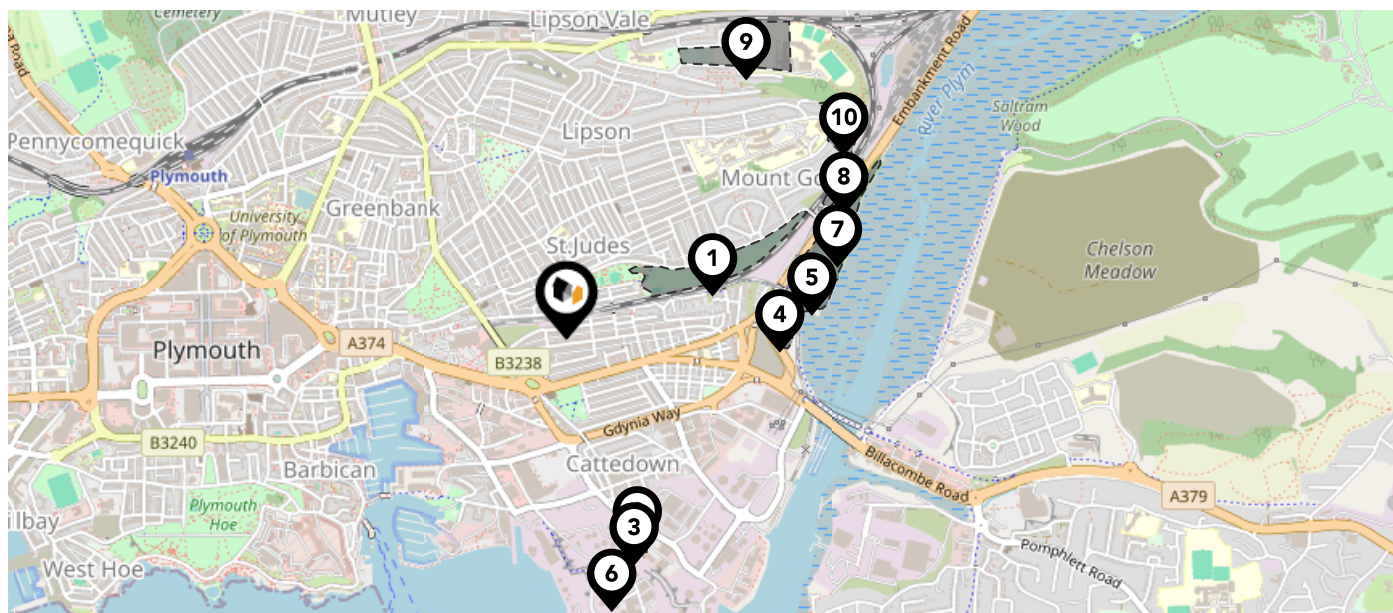 Cemetery
Mutley
Lipson Vale
Road
9
Embankment Road
River Plym
Saltram
Wood
10
Lipson
Pennycomequick
Plymouth
Mount Go
8
University
of Plymouth
Greenbank
7
St Judes
1
Chelson
Meadow
5
4
Plymouth
A374
B3238
Gdynia Way
B3240
Barbican
Cattedown
Billacombe Road
A379
Plymouth
Hoe
3
ilbay
6
West Hoe
Pomphlett Road